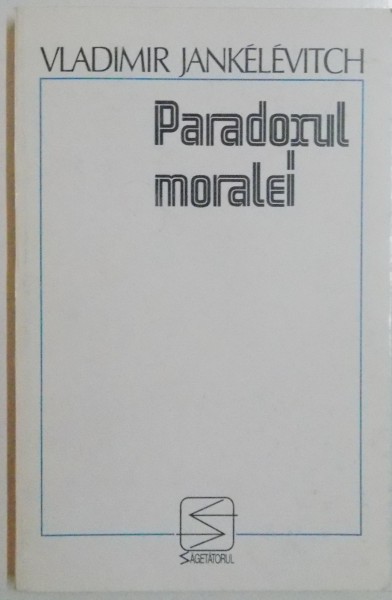 VLADIMIR JANKÉLÉVITCH
Paradoxul
moralei
SĂGETĂTORUL